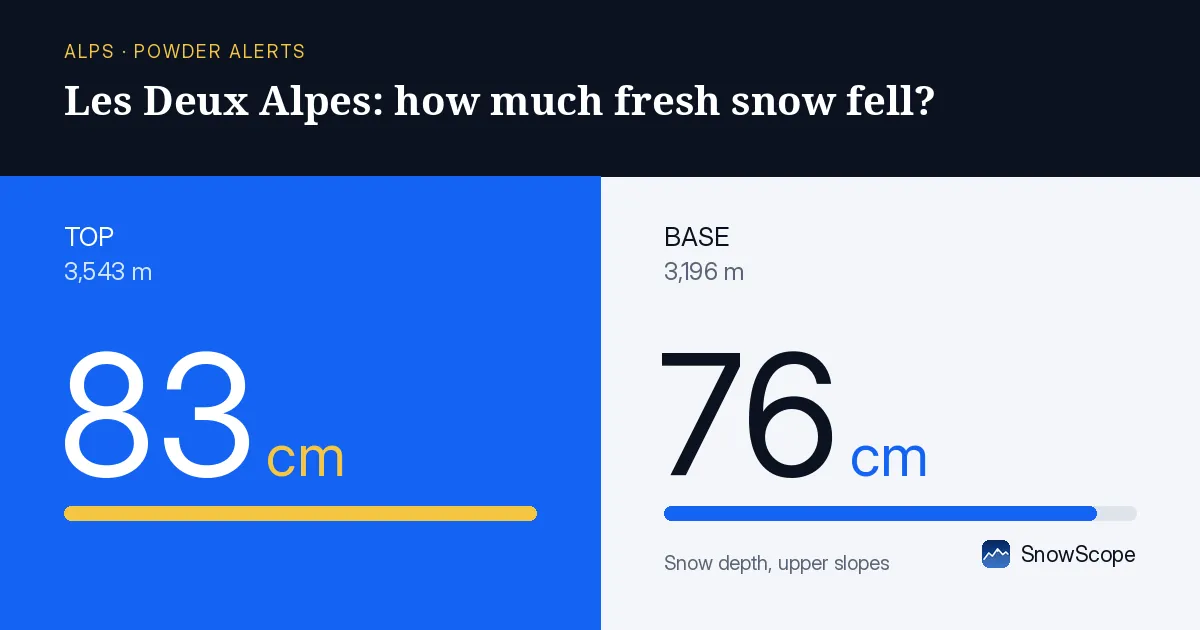 ALPS · POWDER ALERTS
Les Deux Alpes: how much fresh snow fell?
TOP
3,543 m
83 cm
BASE
3,196 m
76 cm
Snow depth, upper slopes
SnowScope